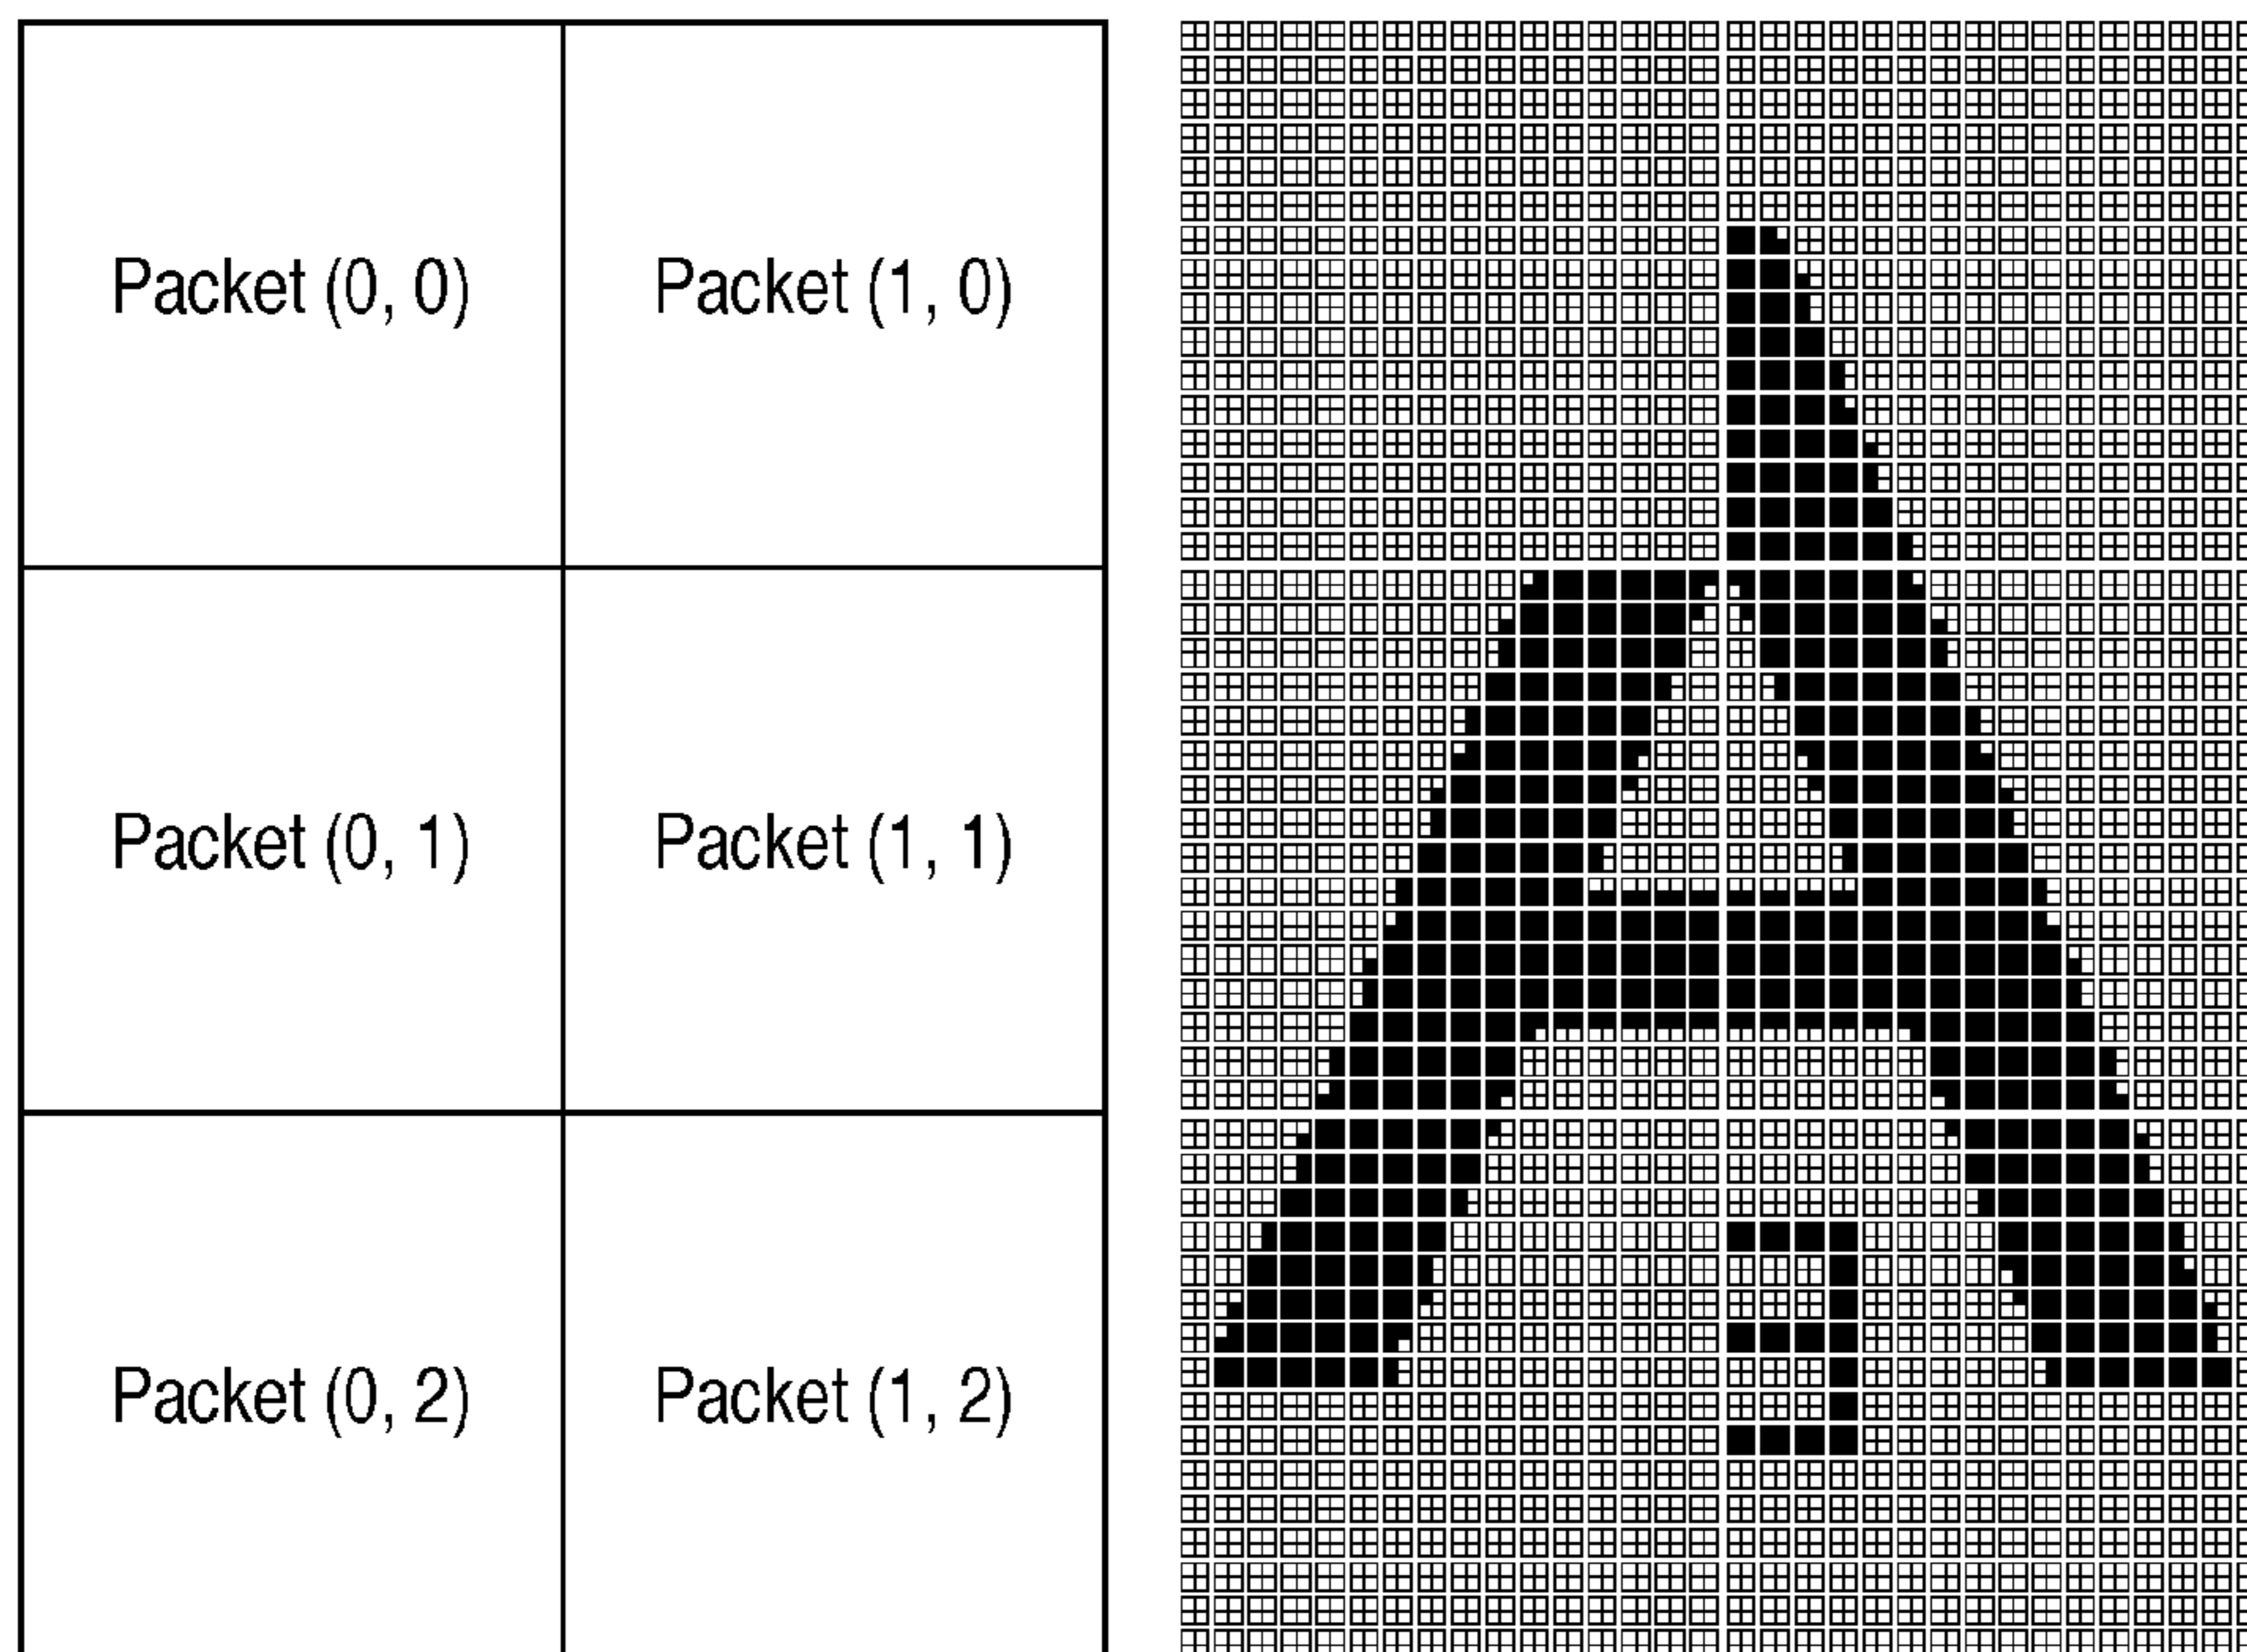 Packet (0, 0) Packet (1, 0)
Packet (0, 1) Packet (1, 1)
Packet (0, 2) Packet (1, 2)